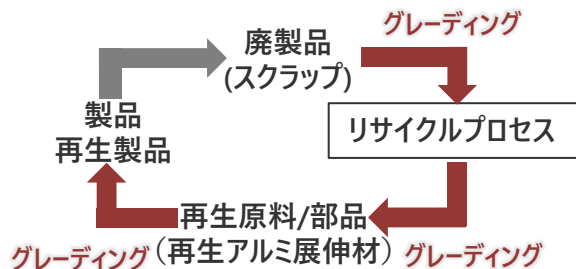 グレーディング
廃製品
(スクラップ)
リサイクルプロセス
製品
再生製品
再生原料/部品
グレーディング（再生アルミ展伸材）グレーディング